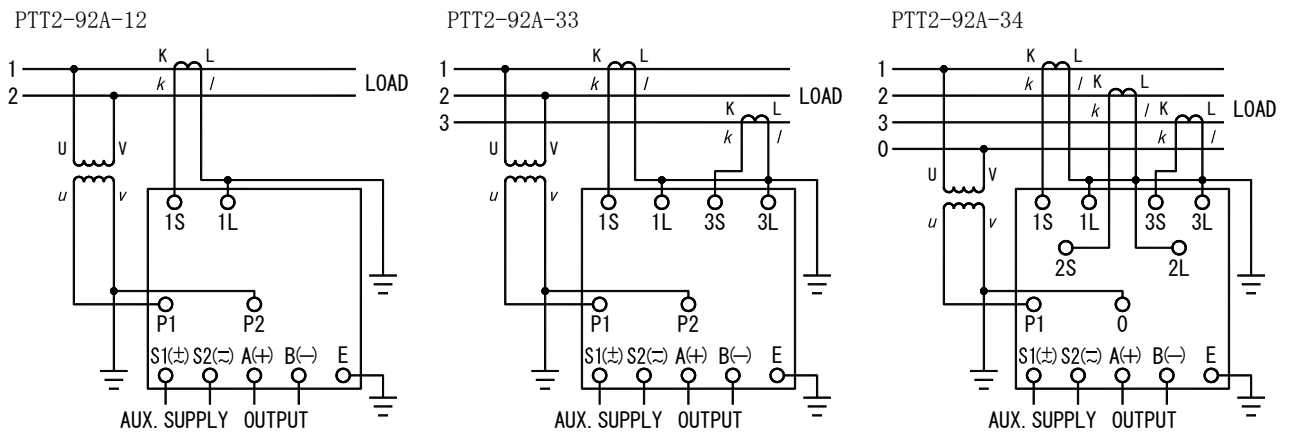 PTT2-92A-12
K L
1
k l
2
LOAD
U V
u v
1S 1L
P1 P2
S1(±) S2(∓) A(+) B(−) E
AUX. SUPPLY OUTPUT
PTT2-92A-33
K L
1
k l
2
LOAD
K L
3
k l
U V
u v
1S 1L 3S 3L
P1 P2
S1(±) S2(∓) A(+) B(−) E
AUX. SUPPLY OUTPUT
PTT2-92A-34
K L
1
k l K L
2
k l K L
LOAD
3
k l
0
U V
u v
1S 1L 3S 3L
2S 2L
P1 0
S1(±) S2(∓) A(+) B(−) E
AUX. SUPPLY OUTPUT